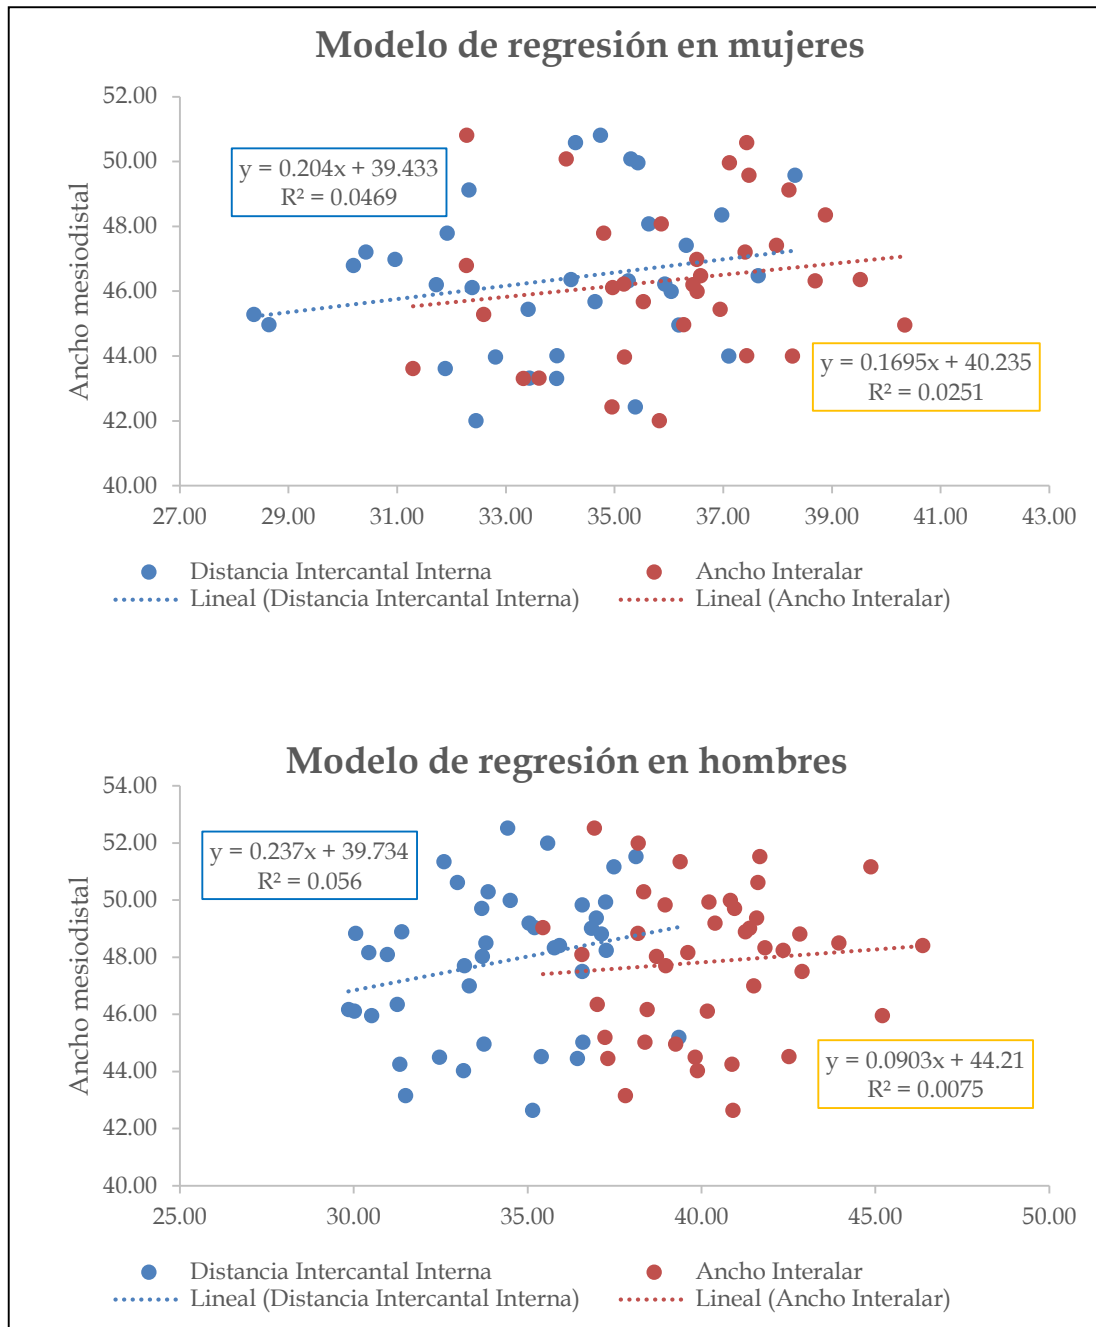 Modelo de regresión en mujeres
52.00
50.00
48.00
46.00
44.00
42.00
40.00
Ancho mesiodistal
y = 0.204x + 39.433
R² = 0.0469
y = 0.1695x + 40.235
R² = 0.0251
27.00 29.00 31.00 33.00 35.00 37.00 39.00 41.00 43.00
Distancia Intercantal Interna Ancho Interalar
Lineal (Distancia Intercantal Interna) Lineal (Ancho Interalar)
Modelo de regresión en hombres
54.00
52.00
50.00
48.00
46.00
44.00
42.00
40.00
Ancho mesiodistal
y = 0.237x + 39.734
R² = 0.056
y = 0.0903x + 44.21
R² = 0.0075
25.00 30.00 35.00 40.00 45.00 50.00
Distancia Intercantal Interna Ancho Interalar
Lineal (Distancia Intercantal Interna) Lineal (Ancho Interalar)